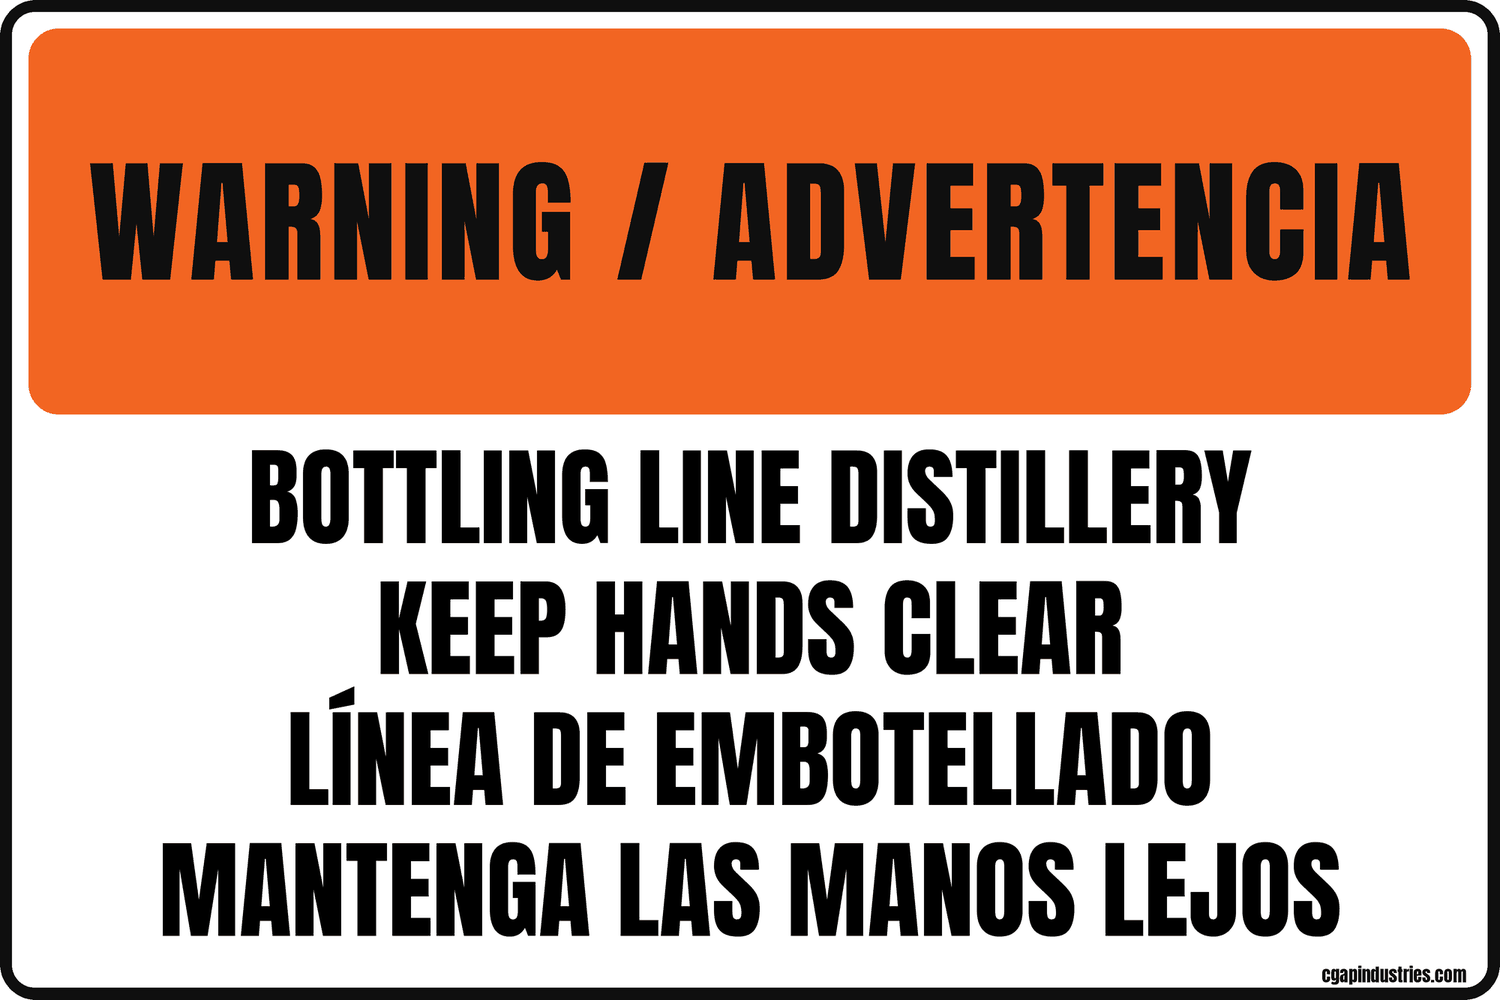 WARNING / ADVERTENCIA
BOTTLING LINE DISTILLERY
KEEP HANDS CLEAR
LÍNEA DE EMBOTELLADO
MANTENGA LAS MANOS LEJOS
cgapindustries.com